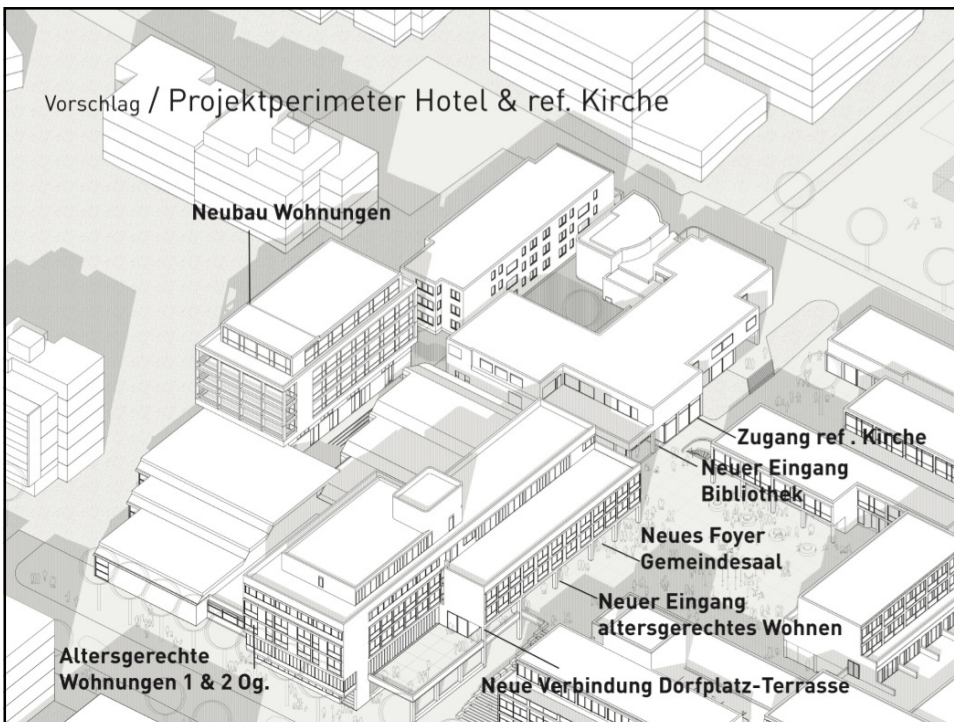 Vorschlag / Projektperimeter Hotel & ref. Kirche
Neubau Wohnungen
Zugang ref . Kirche
Neuer Eingang
Bibliothek
Neues Foyer
Gemeindesaal
Neuer Eingang
altersgerechtes Wohnen
Altersgerechte
Wohnungen 1 & 2 Og.
Neue Verbindung Dorfplatz-Terrasse